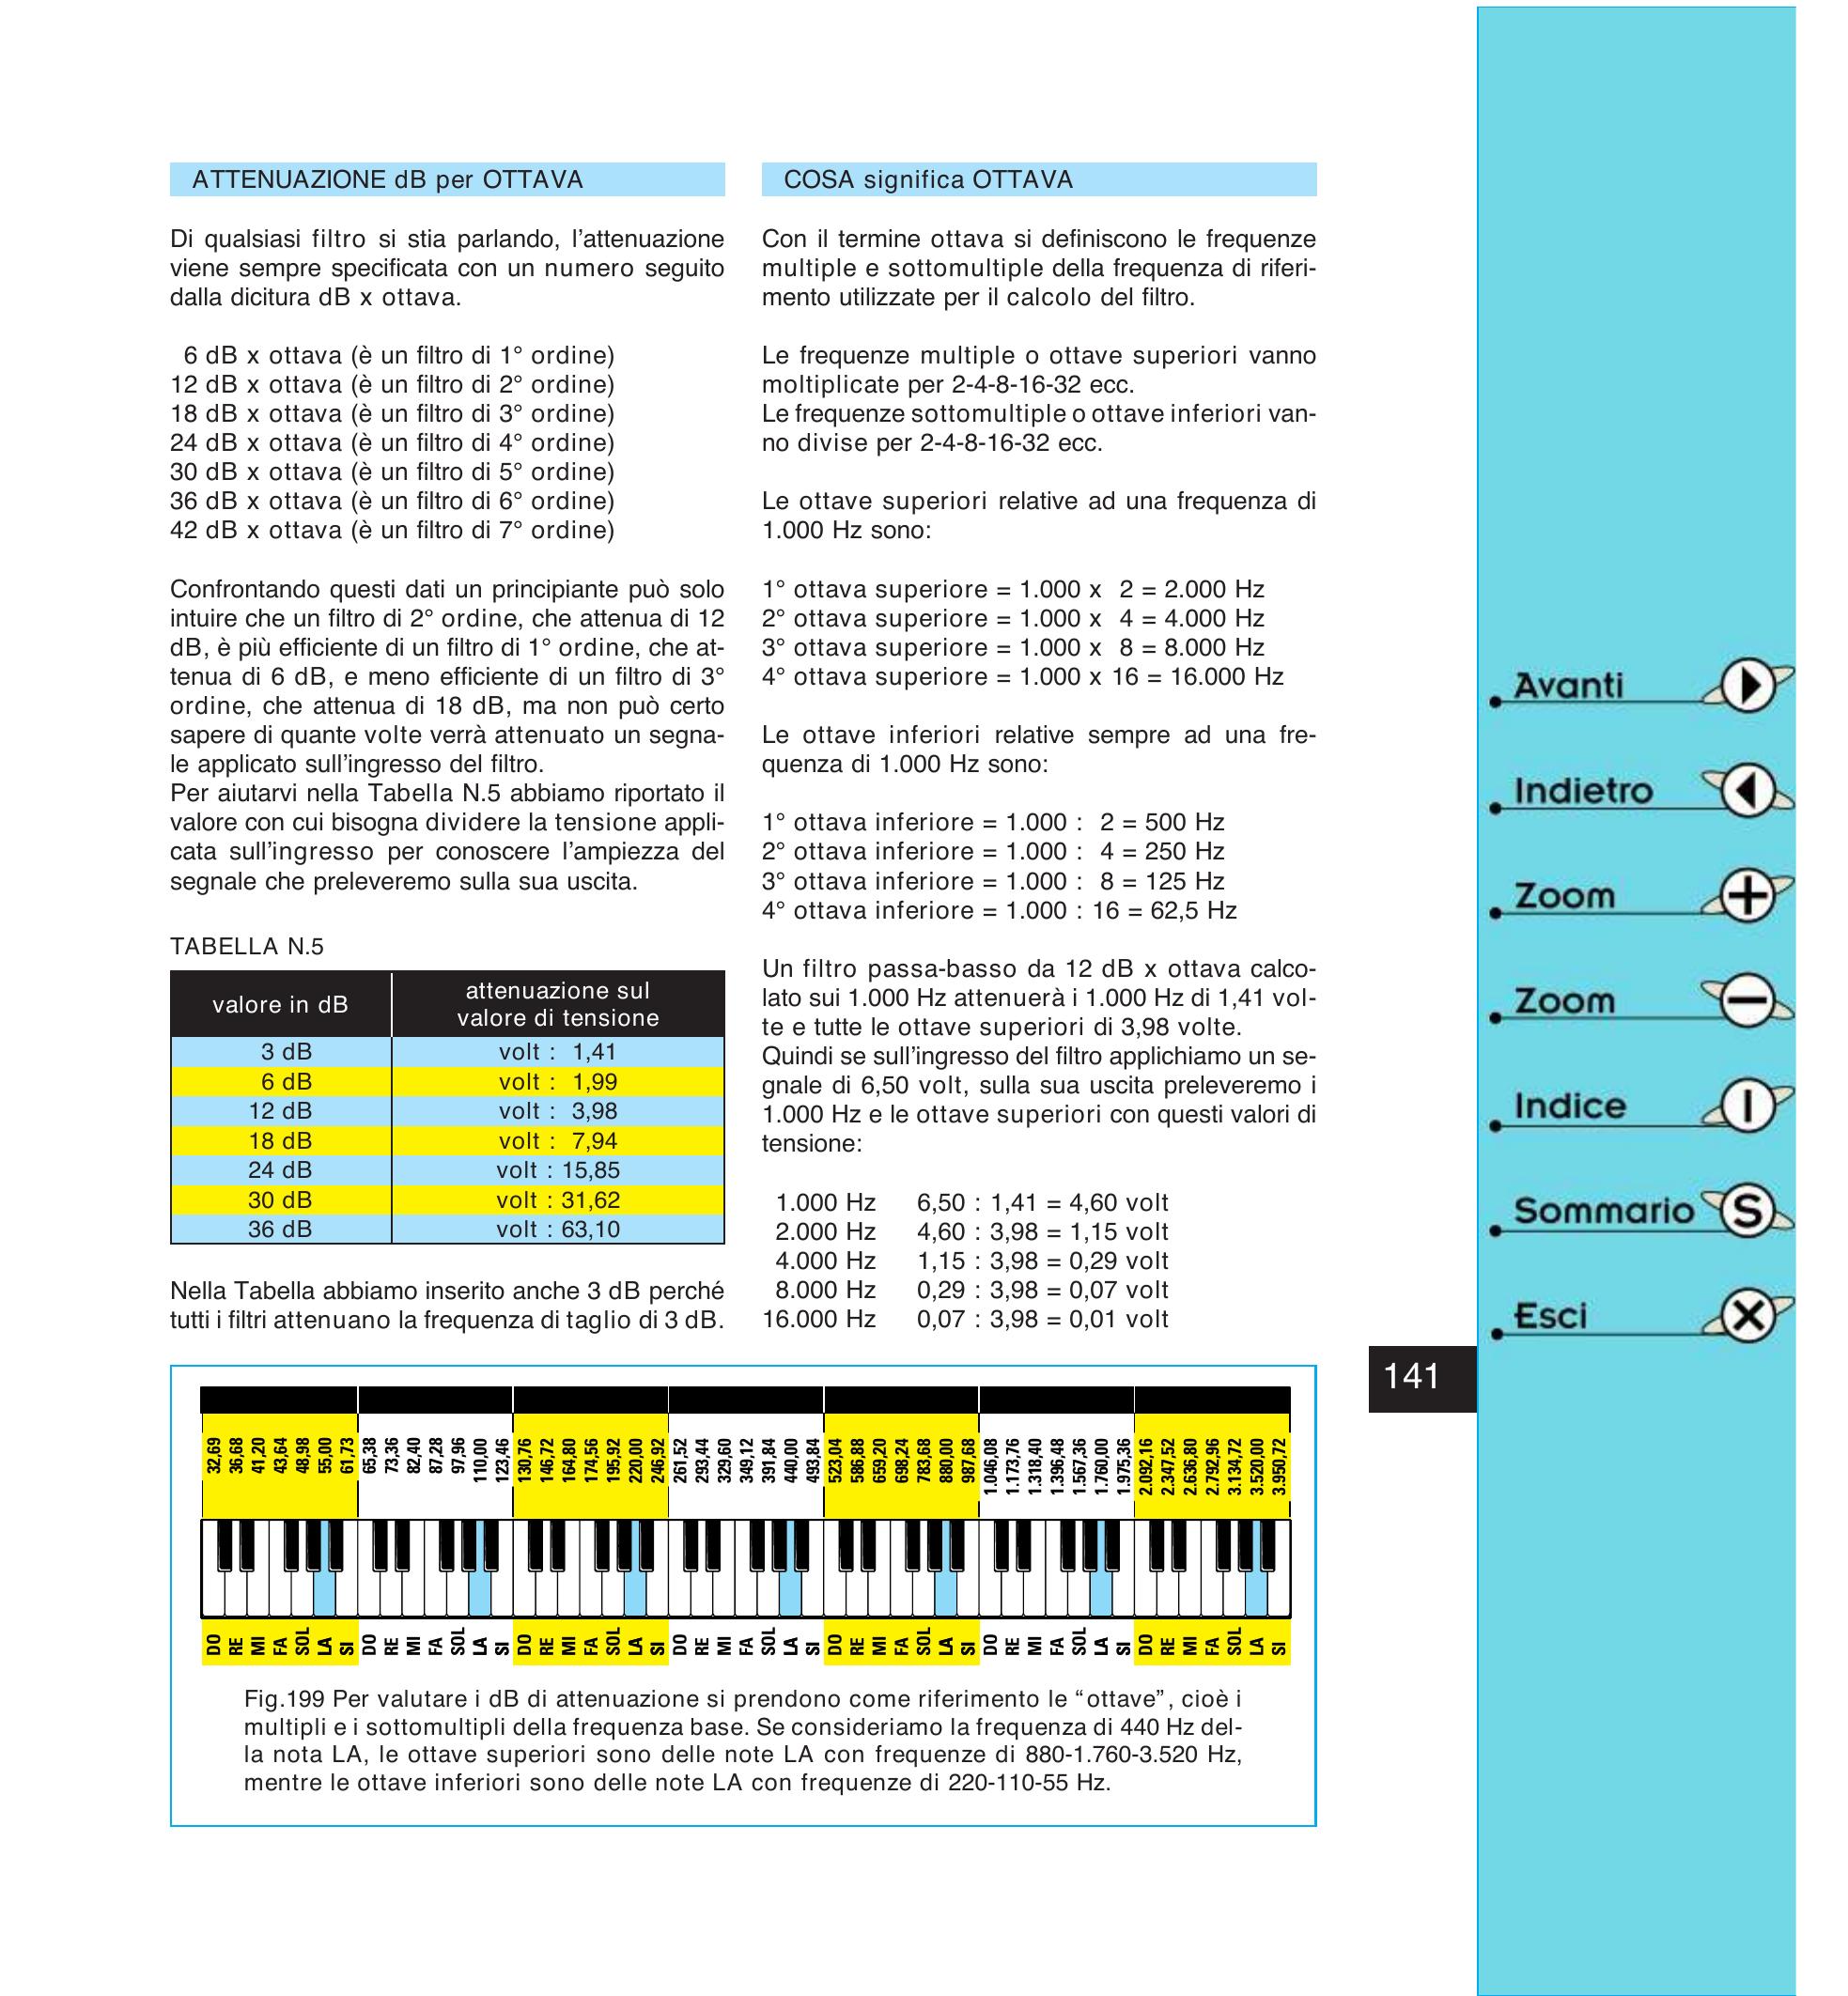 ATTENUAZIONE dB per OTTAVA
Di qualsiasi filtro si stia parlando, l'attenuazione
viene sempre specificata con un numero seguito
dalla dicitura dB x ottava.
6 dB x ottava (è un filtro di 1° ordine)
12 dB x ottava (è un filtro di 2° ordine)
18 dB x ottava (è un filtro di 3° ordine)
24 dB x ottava (è un filtro di 4° ordine)
30 dB x ottava (è un filtro di 5° ordine)
36 dB x ottava (è un filtro di 6° ordine)
42 dB x ottava (è un filtro di 7° ordine)
Confrontando questi dati un principiante può solo
intuire che un filtro di 2° ordine, che attenua di 12
dB, è più efficiente di un filtro di 1° ordine, che at-
tenua di 6 dB, e meno efficiente di un filtro di 3°
ordine, che attenua di 18 dB, ma non può certo
sapere di quante volte verrà attenuato un segna-
le applicato sull'ingresso del filtro.
Per aiutarvi nella Tabella N.5 abbiamo riportato il
valore con cui bisogna dividere la tensione appli-
cata sull'ingresso per conoscere l'ampiezza del
segnale che preleveremo sulla sua uscita.
TABELLA N.5
valore in dB
attenuazione sul
valore di tensione
3 dB volt : 1,41
6 dB volt : 1,99
12 dB volt : 3,98
18 dB volt : 7,94
24 dB volt : 15,85
30 dB volt : 31,62
36 dB volt : 63,10
Nella Tabella abbiamo inserito anche 3 dB perché
tutti i filtri attenuano la frequenza di taglio di 3 dB.
COSA significa OTTAVA
Con il termine ottava si definiscono le frequenze
multiple e sottomultiple della frequenza di riferi-
mento utilizzate per il calcolo del filtro.
Le frequenze multiple o ottave superiori vanno
moltiplicate per 2-4-8-16-32 ecc.
Le frequenze sottomultiple o ottave inferiori van-
no divise per 2-4-8-16-32 ecc.
Le ottave superiori relative ad una frequenza di
1.000 Hz sono:
1° ottava superiore = 1.000 x 2 = 2.000 Hz
2° ottava superiore = 1.000 x 4 = 4.000 Hz
3° ottava superiore = 1.000 x 8 = 8.000 Hz
4° ottava superiore = 1.000 x 16 = 16.000 Hz
Le ottave inferiori relative sempre ad una fre-
quenza di 1.000 Hz sono:
1° ottava inferiore = 1.000 : 2 = 500 Hz
2° ottava inferiore = 1.000 : 4 = 250 Hz
3° ottava inferiore = 1.000 : 8 = 125 Hz
4° ottava inferiore = 1.000 : 16 = 62,5 Hz
Un filtro passa-basso da 12 dB x ottava calco-
lato sui 1.000 Hz attenuerà i 1.000 Hz di 1,41 vol-
te e tutte le ottave superiori di 3,98 volte.
Quindi se sull'ingresso del filtro applichiamo un se-
gnale di 6,50 volt, sulla sua uscita preleveremo i
1.000 Hz e le ottave superiori con questi valori di
tensione:
1.000 Hz 6,50 : 1,41 = 4,60 volt
2.000 Hz 4,60 : 3,98 = 1,15 volt
4.000 Hz 1,15 : 3,98 = 0,29 volt
8.000 Hz 0,29 : 3,98 = 0,07 volt
16.000 Hz 0,07 : 3,98 = 0,01 volt
32,69 36,68 41,20 43,64 48,98 55,00 61,73 65,38 73,36 82,40 87,28 97,96 110,00 123,46 130,76 146,72 164,80 174,56 195,92 220,00 246,92 261,52 293,44 329,60 349,12 391,84 440,00 493,84 523,04 586,88 659,20 698,24 783,68 880,00 987,68 1.046,08 1.173,76 1.318,40 1.396,48 1.567,36 1.760,00 1.975,36 2.092,16 2.347,52 2.636,80 2.792,96 3.134,72 3.520,00 3.950,72
DO RE MI FA SOL LA SI DO RE MI FA SOL LA SI DO RE MI FA SOL LA SI DO RE MI FA SOL LA SI DO RE MI FA SOL LA SI DO RE MI FA SOL LA SI DO RE MI FA SOL LA SI
Fig.199 Per valutare i dB di attenuazione si prendono come riferimento le "ottave", cioè i
multipli e i sottomultipli della frequenza base. Se consideriamo la frequenza di 440 Hz del-
la nota LA, le ottave superiori sono delle note LA con frequenze di 880-1.760-3.520 Hz,
mentre le ottave inferiori sono delle note LA con frequenze di 220-110-55 Hz.
141
Avanti
Indietro
Zoom +
Zoom −
Indice I
Sommario S
Esci X